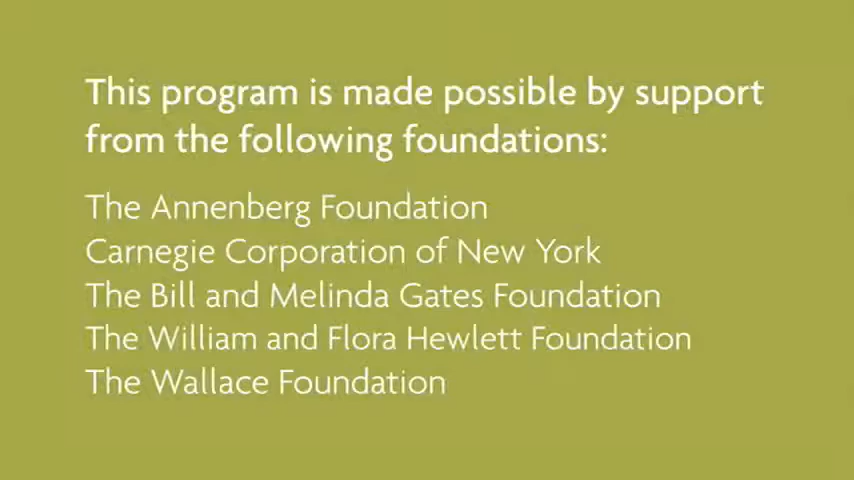 This program is made possible by support
from the following foundations:
The Annenberg Foundation
Carnegie Corporation of New York
The Bill and Melinda Gates Foundation
The William and Flora Hewlett Foundation
The Wallace Foundation